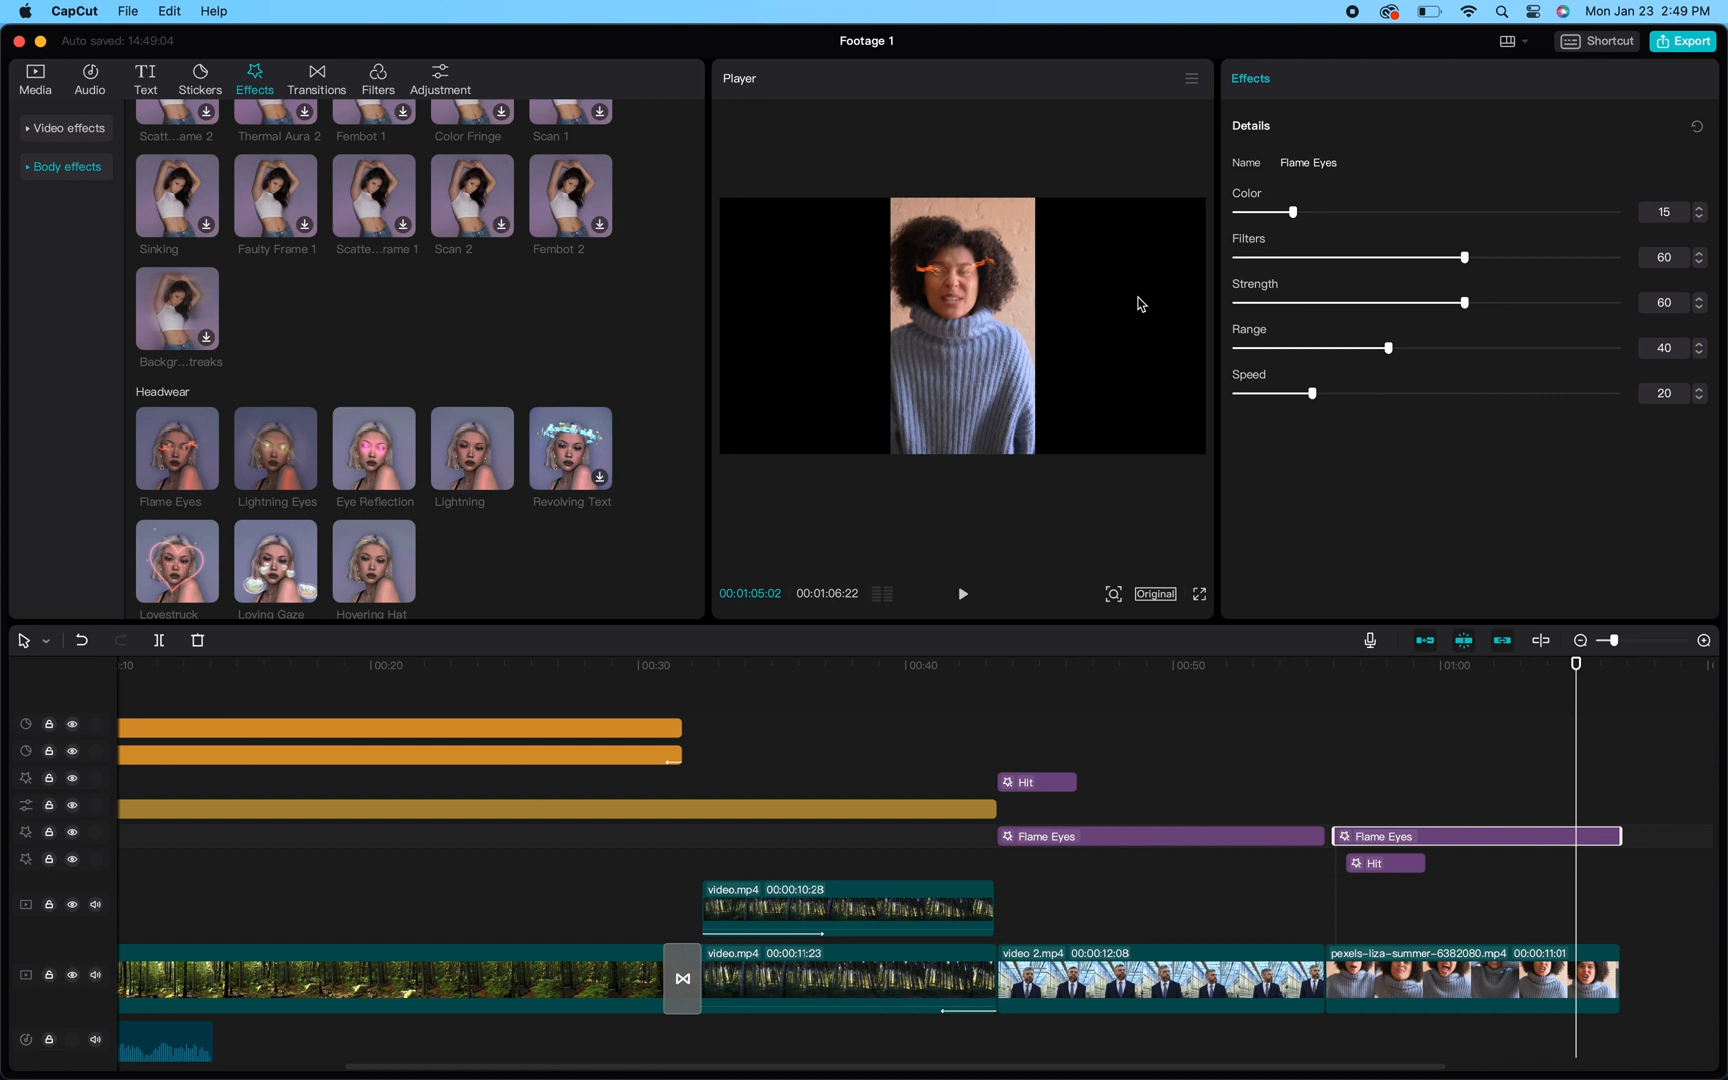 CapCut File Edit Help Mon Jan 23 2:49 PM
Auto saved: 14:49:04 Footage 1 Shortcut Export
Media Audio Text Stickers Effects Transitions Filters Adjustment
Video effects
Body effects
Scatt...ame 2 Thermal Aura 2 Fembot 1 Color Fringe Scan 1
Sinking Faulty Frame 1 Scatte...rame 1 Scan 2 Fembot 2
Backgr...treaks
Headwear
Flame Eyes Lightning Eyes Eye Reflection Lightning Revolving Text
Lovestruck Loving Gaze Hovering Hat
Player
00:01:05:02 00:01:06:22 Original
Effects
Details
Name Flame Eyes
Color 15
Filters 60
Strength 60
Range 40
Speed 20
:10 00:20 00:30 00:40 00:50 01:00
Hit
Flame Eyes Flame Eyes
Hit
video.mp4 00:00:10:28
video.mp4 00:00:11:23 video 2.mp4 00:00:12:08 pexels-liza-summer-6382080.mp4 00:00:11:01